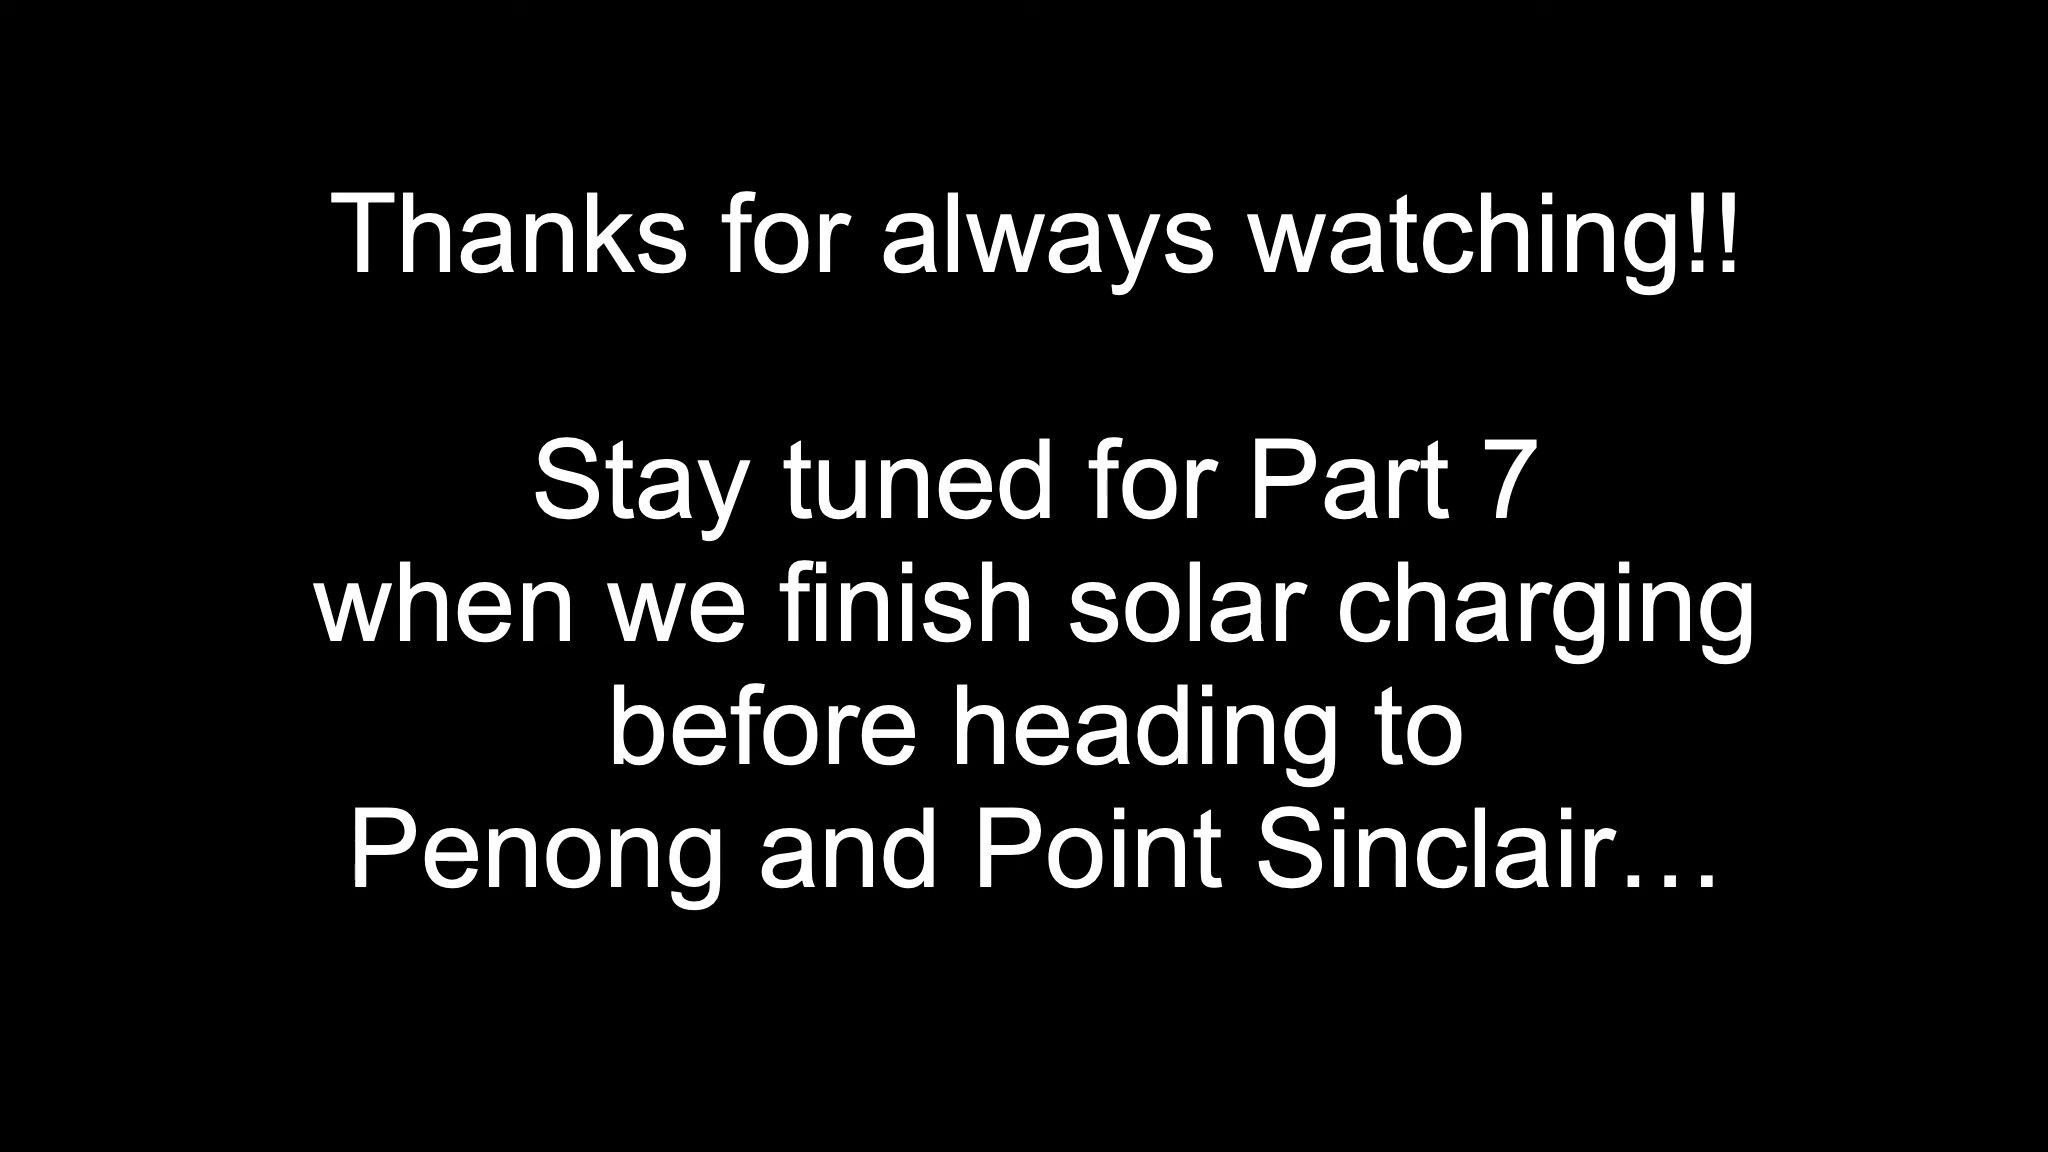 Thanks for always watching!!
Stay tuned for Part 7
when we finish solar charging
before heading to
Penong and Point Sinclair...